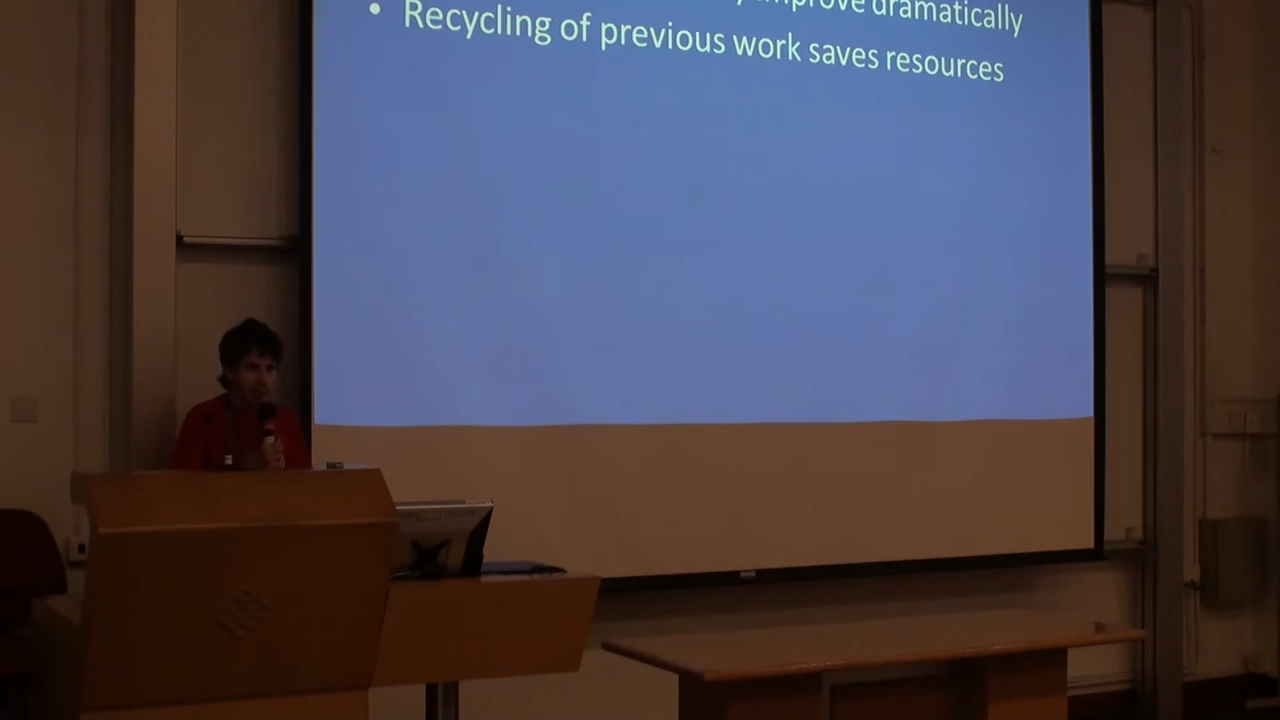 improve dramatically
• Recycling of previous work saves resources